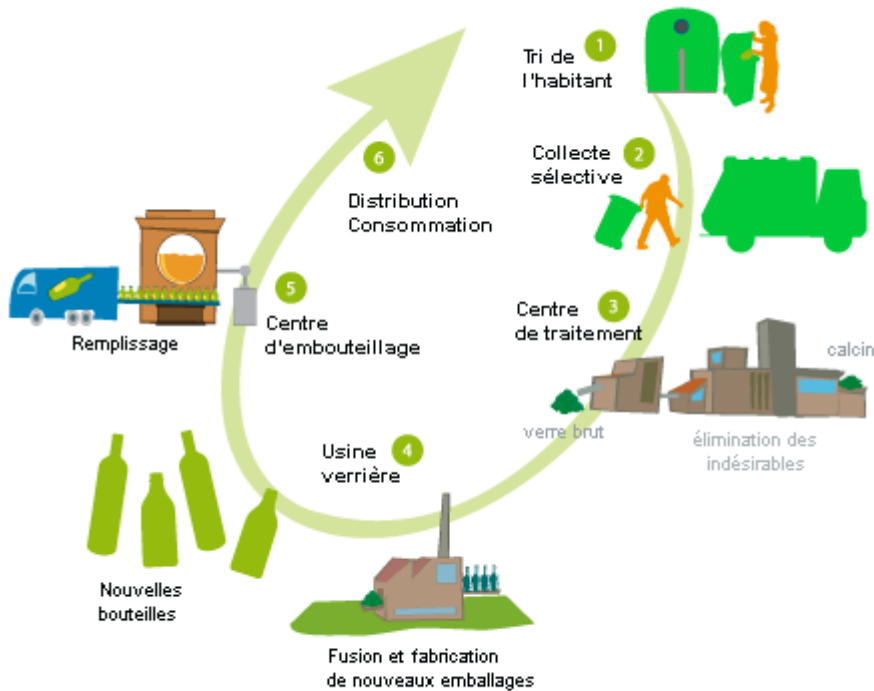 1
Tri de
l'habitant
2
Collecte
sélective
3
Centre
de traitement
calcin
verre brut
élimination des
indésirables
4
Usine
verrière
Fusion et fabrication
de nouveaux emballages
Nouvelles
bouteilles
5
Centre
d'embouteillage
Remplissage
6
Distribution
Consommation